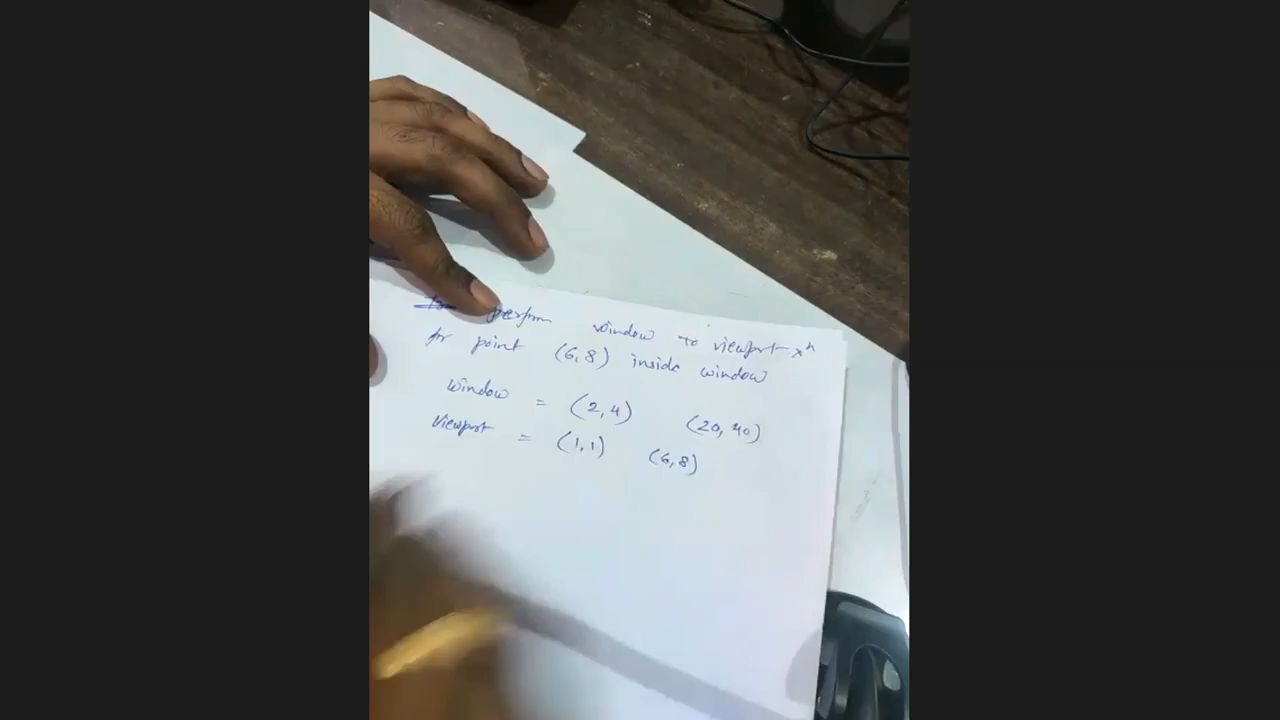 perform window to viewport xⁿ
for point (6,8) inside window
window = (2,4) (20,40)
viewport = (1,1) (6,8)